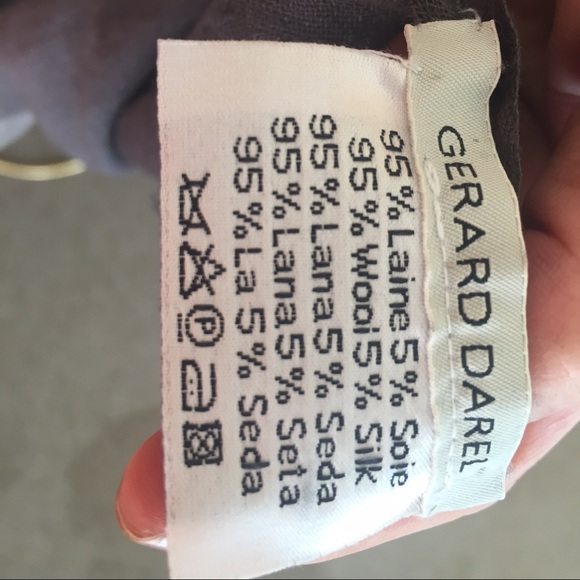 GERARD DAREL
95% Laine 5% Soie
95% Wool 5% Silk
95% Lana 5% Seda
95% Lana 5% Seta
95% La 5% Seda
P